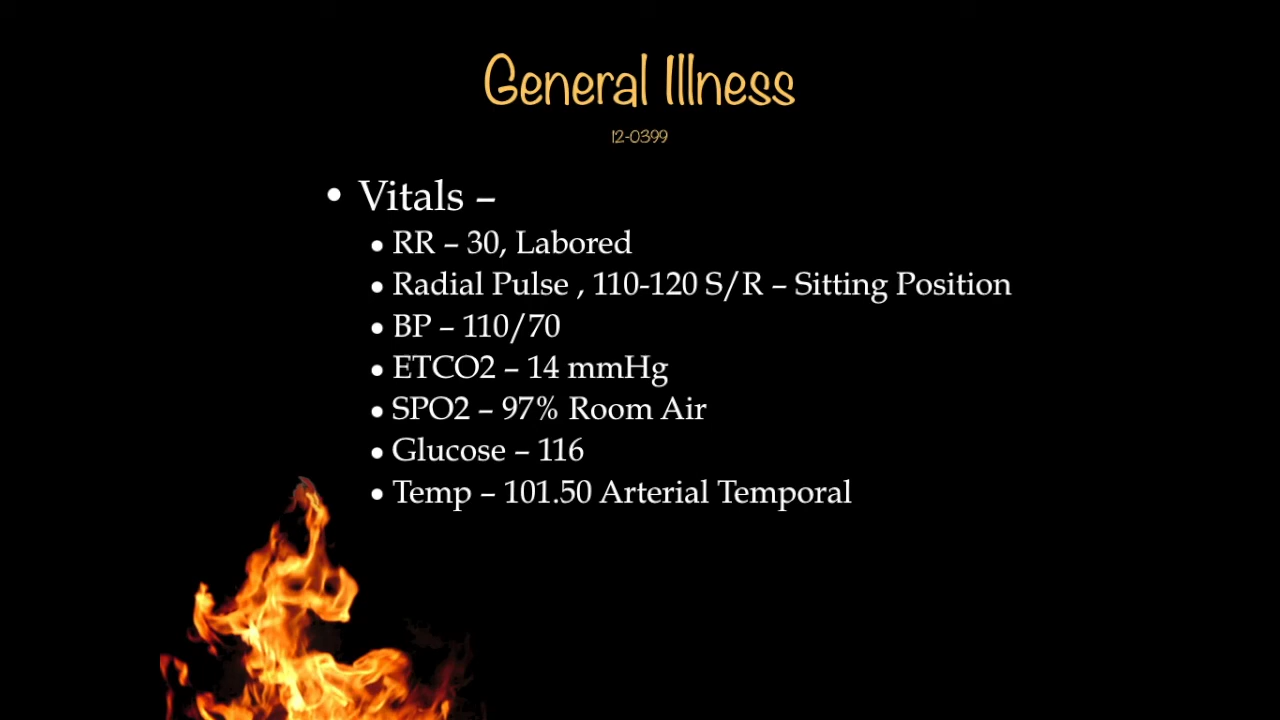 General Illness
12-0399
• Vitals –
• RR – 30, Labored
• Radial Pulse , 110-120 S/R – Sitting Position
• BP – 110/70
• ETCO2 – 14 mmHg
• SPO2 – 97% Room Air
• Glucose – 116
• Temp – 101.50 Arterial Temporal